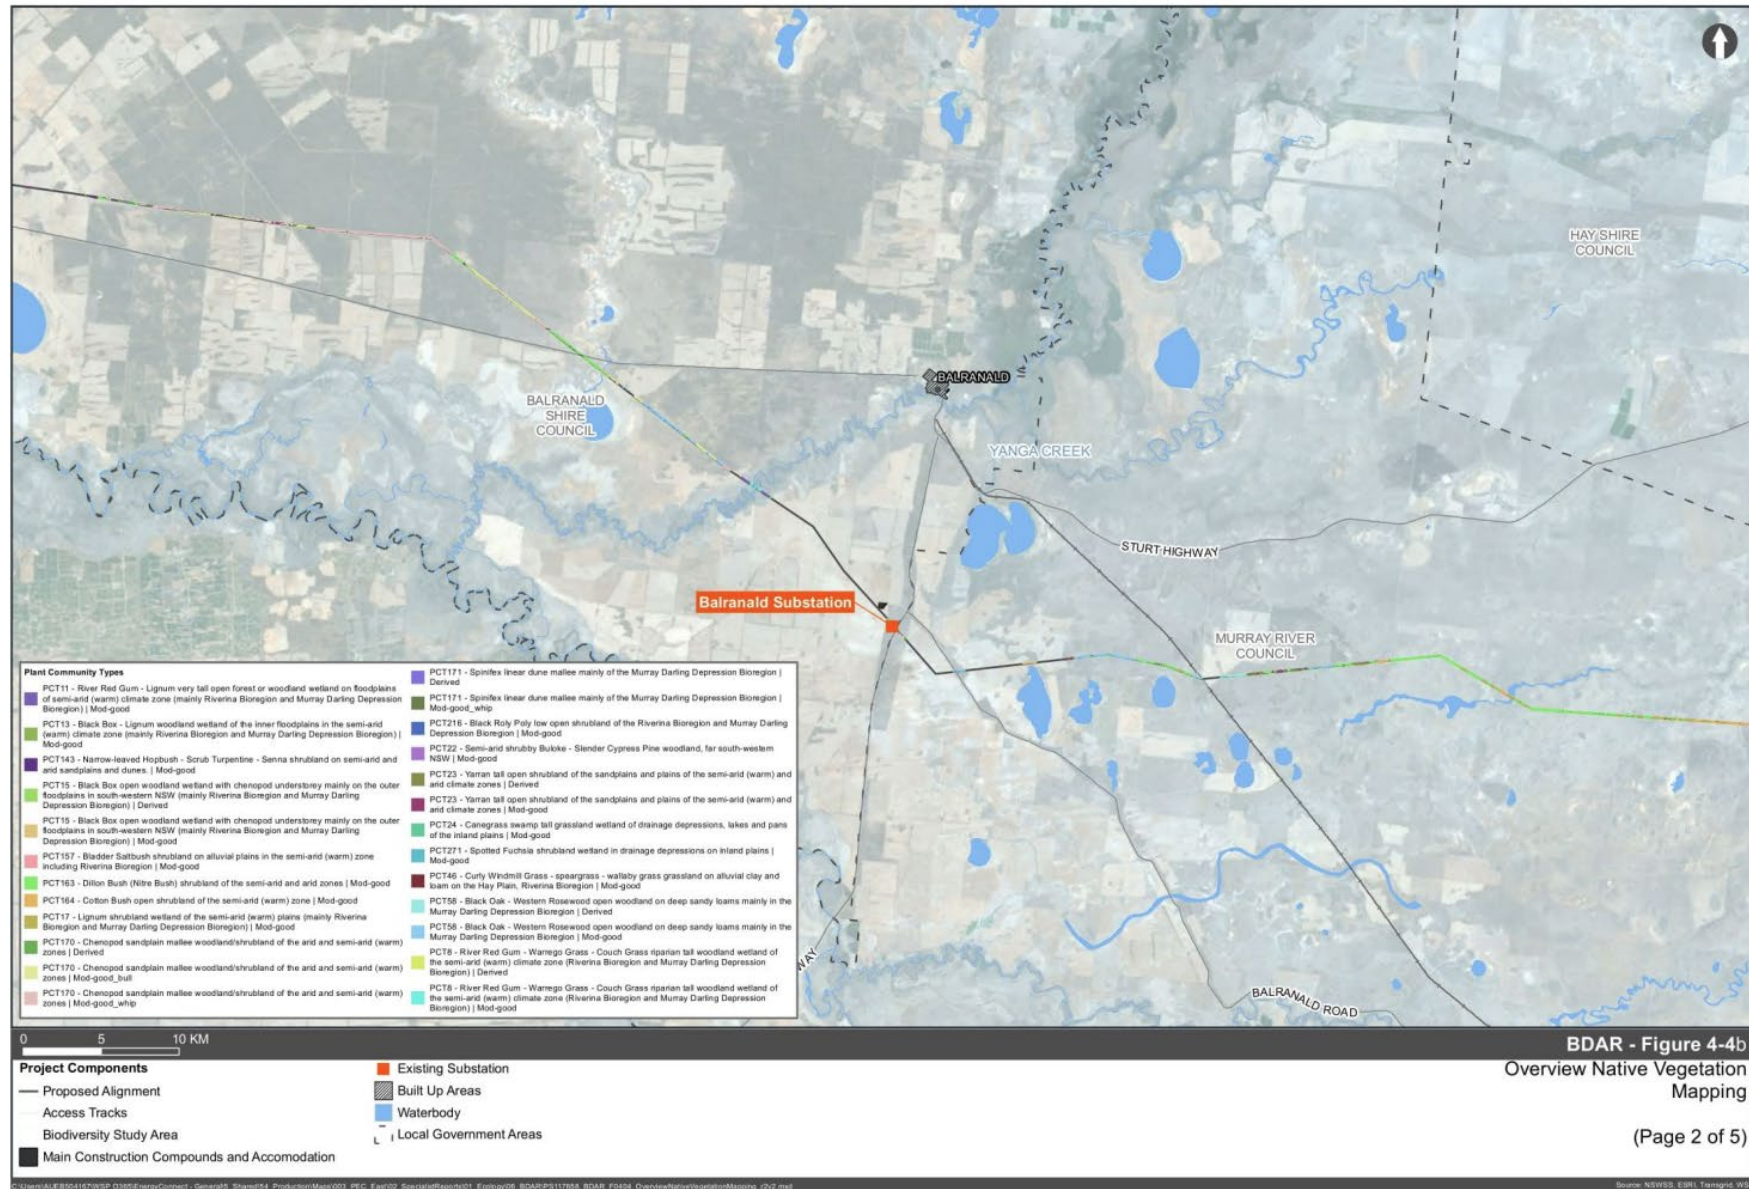 HAY SHIRE
COUNCIL
BALRANALD
BALRANALD
SHIRE
COUNCIL
YANGA CREEK
STURT HIGHWAY
Balranald Substation
MURRAY RIVER
COUNCIL
WAY
BALRANALD ROAD
Plant Community Types
PCT11 - River Red Gum - Lignum very tall open forest or woodland wetland on floodplains
of semi-arid (warm) climate zone (mainly Riverina Bioregion and Murray Darling Depression
Bioregion) | Mod-good
PCT13 - Black Box - Lignum woodland wetland of the inner floodplains in the semi-arid
(warm) climate zone (mainly Riverina Bioregion and Murray Darling Depression Bioregion) |
Mod-good
PCT143 - Narrow-leaved Hopbush - Scrub Turpentine - Senna shrubland on semi-arid and
arid sandplains and dunes. | Mod-good
PCT15 - Black Box open woodland wetland with chenopod understorey mainly on the outer
floodplains in south-western NSW (mainly Riverina Bioregion and Murray Darling
Depression Bioregion) | Derived
PCT15 - Black Box open woodland wetland with chenopod understorey mainly on the outer
floodplains in south-western NSW (mainly Riverina Bioregion and Murray Darling
Depression Bioregion) | Mod-good
PCT157 - Bladder Saltbush shrubland on alluvial plains in the semi-arid (warm) zone
including Riverina Bioregion | Mod-good
PCT163 - Dillon Bush (Nitre Bush) shrubland of the semi-arid and arid zones | Mod-good
PCT164 - Cotton Bush open shrubland of the semi-arid (warm) zone | Mod-good
PCT17 - Lignum shrubland wetland of the semi-arid (warm) plains (mainly Riverina
Bioregion and Murray Darling Depression Bioregion) | Mod-good
PCT170 - Chenopod sandplain mallee woodland/shrubland of the arid and semi-arid (warm)
zones | Derived
PCT170 - Chenopod sandplain mallee woodland/shrubland of the arid and semi-arid (warm)
zones | Mod-good_bull
PCT170 - Chenopod sandplain mallee woodland/shrubland of the arid and semi-arid (warm)
zones | Mod-good_whip
PCT171 - Spinifex linear dune mallee mainly of the Murray Darling Depression Bioregion |
Derived
PCT171 - Spinifex linear dune mallee mainly of the Murray Darling Depression Bioregion |
Mod-good_whip
PCT216 - Black Roly Poly low open shrubland of the Riverina Bioregion and Murray Darling
Depression Bioregion | Mod-good
PCT22 - Semi-arid shrubby Buloke - Slender Cypress Pine woodland, far south-western
NSW | Mod-good
PCT23 - Yarran tall open shrubland of the sandplains and plains of the semi-arid (warm) and
arid climate zones | Derived
PCT23 - Yarran tall open shrubland of the sandplains and plains of the semi-arid (warm) and
arid climate zones | Mod-good
PCT24 - Canegrass swamp tall grassland wetland of drainage depressions, lakes and pans
of the inland plains | Mod-good
PCT271 - Spotted Fuchsia shrubland wetland in drainage depressions on inland plains |
Mod-good
PCT46 - Curly Windmill Grass - speargrass - wallaby grass grassland on alluvial clay and
loam on the Hay Plain, Riverina Bioregion | Mod-good
PCT58 - Black Oak - Western Rosewood open woodland on deep sandy loams mainly in the
Murray Darling Depression Bioregion | Derived
PCT58 - Black Oak - Western Rosewood open woodland on deep sandy loams mainly in the
Murray Darling Depression Bioregion | Mod-good
PCT8 - River Red Gum - Warrego Grass - Couch Grass riparian tall woodland wetland of
the semi-arid (warm) climate zone (Riverina Bioregion and Murray Darling Depression
Bioregion) | Derived
PCT8 - River Red Gum - Warrego Grass - Couch Grass riparian tall woodland wetland of
the semi-arid (warm) climate zone (Riverina Bioregion and Murray Darling Depression
Bioregion) | Mod-good
0 5 10 KM
BDAR - Figure 4-4b
Overview Native Vegetation
Mapping
(Page 2 of 5)
Project Components
Proposed Alignment
Access Tracks
Biodiversity Study Area
Main Construction Compounds and Accomodation
Existing Substation
Built Up Areas
Waterbody
Local Government Areas
Source: NSWSS, ESRI, Transgrid, WSP